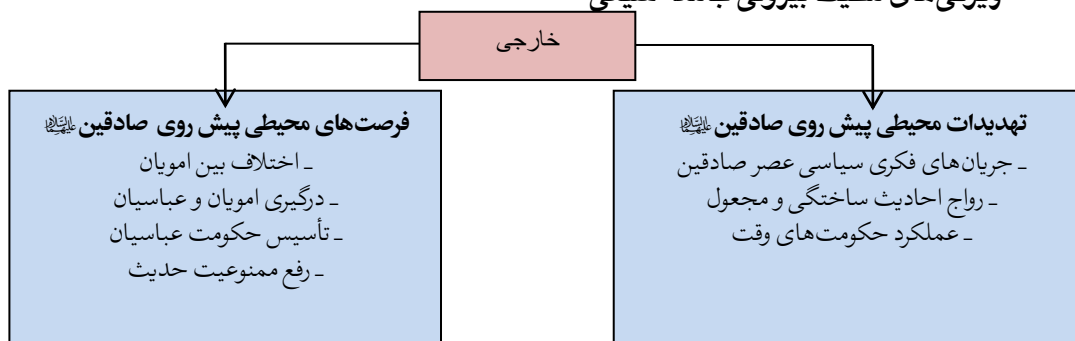 خارجی
تهدیدات محیطی پیش روی صادقین علیهما‌السلام
ـ جریان‌های فکری سیاسی عصر صادقین
ـ رواج احادیث ساختگی و مجعول
ـ عملکرد حکومت‌های وقت
فرصت‌های محیطی پیش روی صادقین علیهما‌السلام
ـ اختلاف بین امویان
ـ درگیری امویان و عباسیان
ـ تأسیس حکومت عباسیان
ـ رفع ممنوعیت حدیث